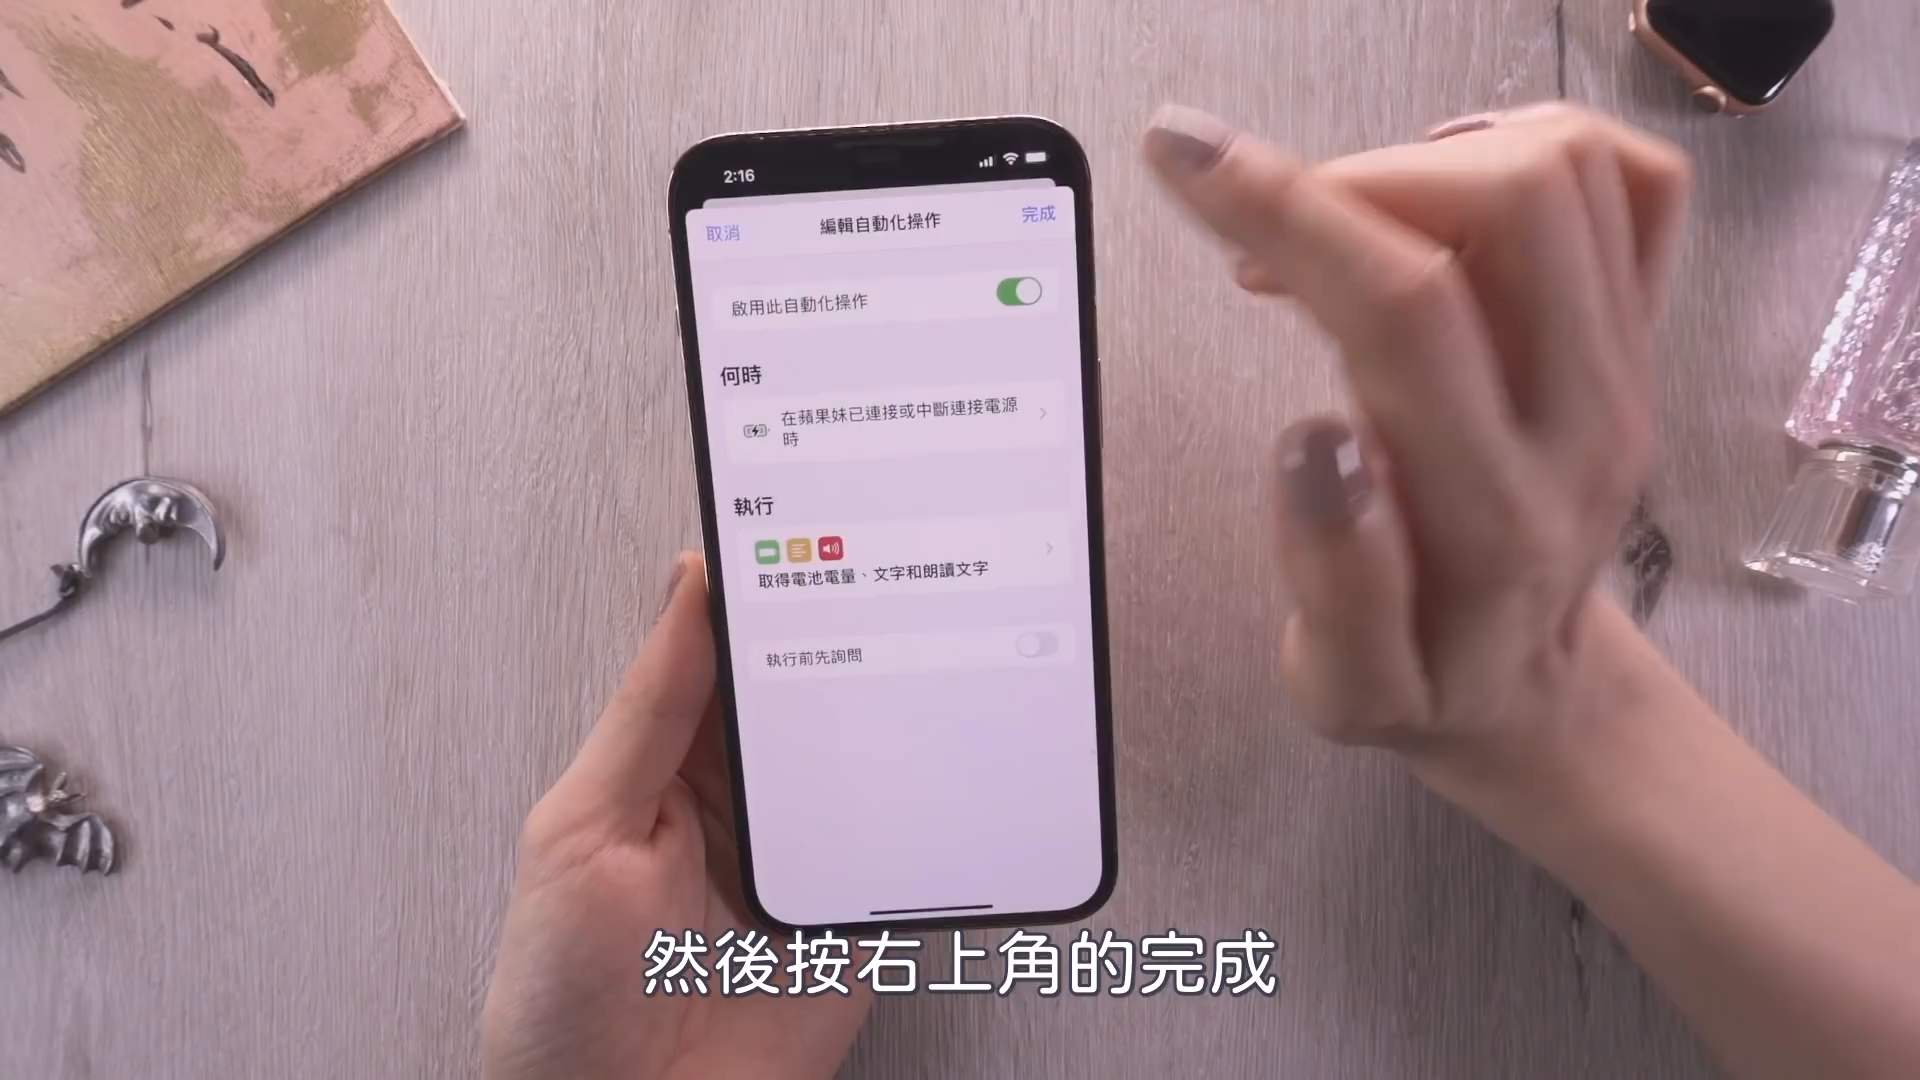 2:16
取消
編輯自動化操作
完成
啟用此自動化操作
何時
在蘋果妹已連接或中斷連接電源
時
執行
取得電池電量、文字和朗讀文字
執行前先詢問
然後按右上角的完成